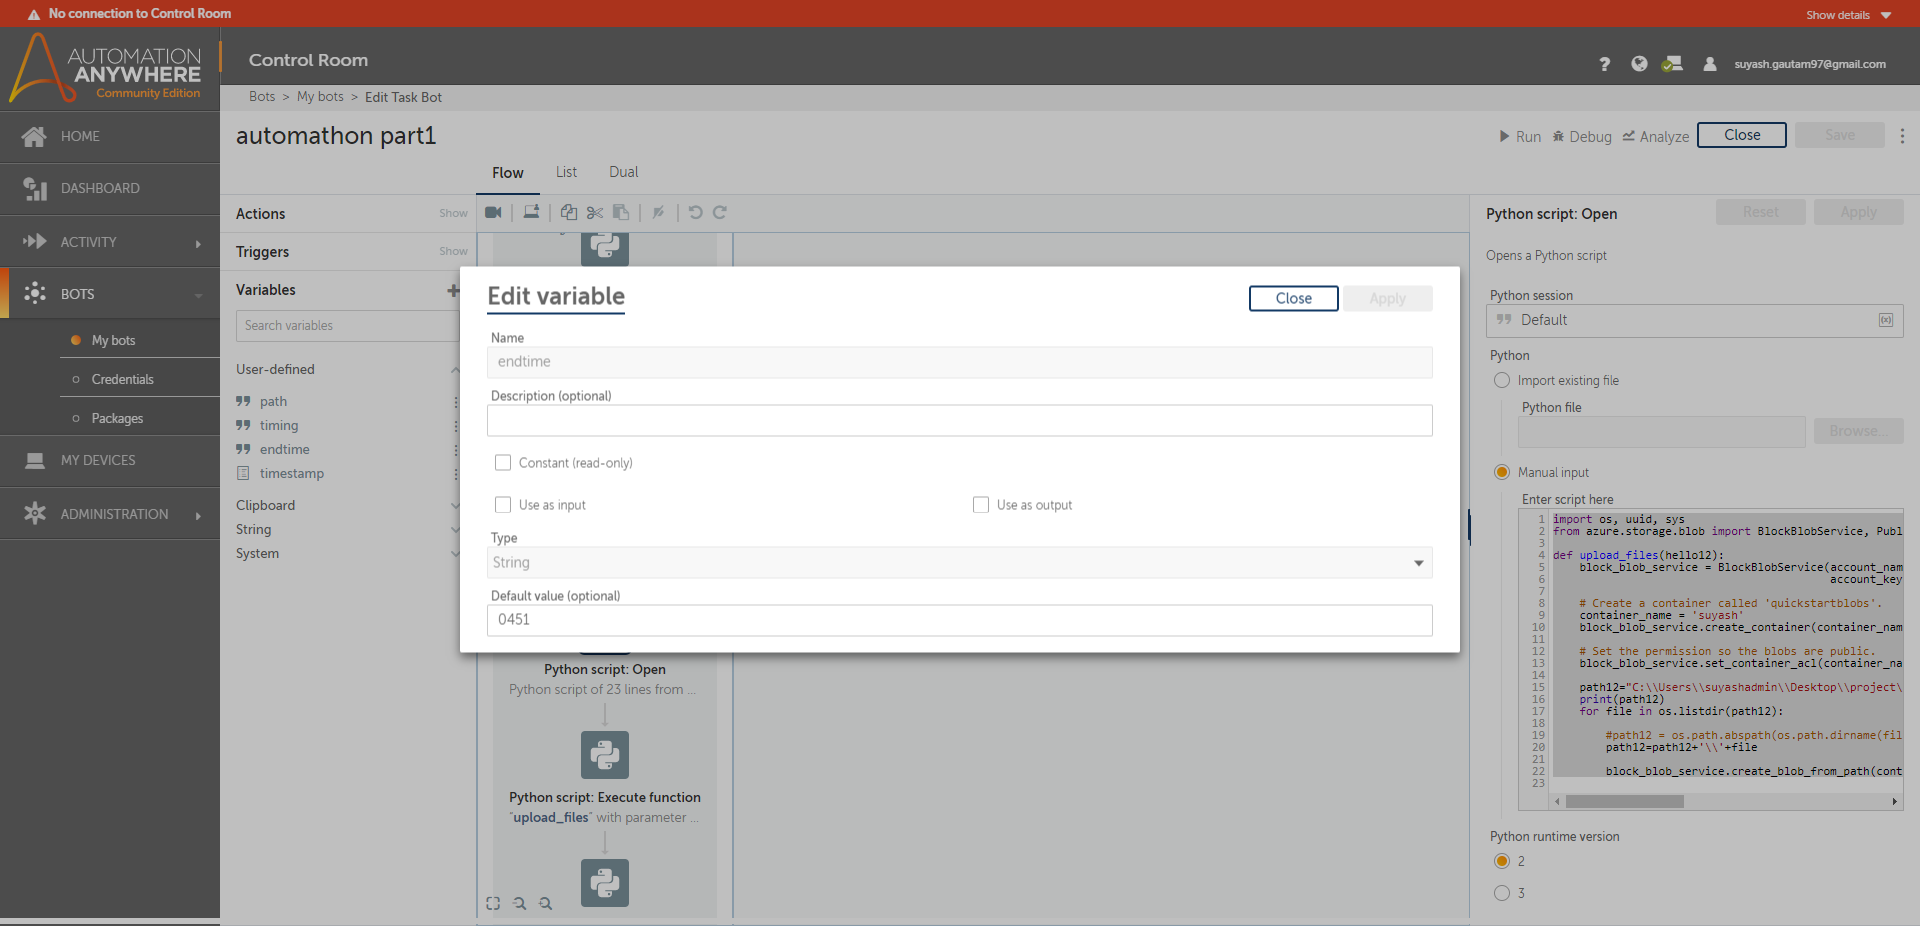 No connection to Control Room
Show details
AUTOMATION
ANYWHERE
Community Edition
Control Room
?
suyash.gautam97@gmail.com
Bots > My bots > Edit Task Bot
HOME
DASHBOARD
ACTIVITY
BOTS
My bots
Credentials
Packages
MY DEVICES
ADMINISTRATION
automathon part1
Run Debug Analyze Close Save
Flow List Dual
Actions Show
Triggers Show
Variables
Search variables
User-defined
path
timing
endtime
timestamp
Clipboard
String
System
Edit variable
Close Apply
Name
endtime
Description (optional)
Constant (read-only)
Use as input
Use as output
Type
String
Default value (optional)
0451
Python script: Open
Python script of 23 lines from ...
Python script: Execute function
"upload_files" with parameter ...
Python script: Open
Reset Apply
Opens a Python script
Python session
Default
Python
Import existing file
Python file
Browse...
Manual input
Enter script here
1 import os, uuid, sys
2 from azure.storage.blob import BlockBlobService, Publ
3
4 def upload_files(hello12):
5 block_blob_service = BlockBlobService(account_nam
6 account_key
7
8 # Create a container called 'quickstartblobs'.
9 container_name = 'suyash'
10 block_blob_service.create_container(container_nam
11
12 # Set the permission so the blobs are public.
13 block_blob_service.set_container_acl(container_na
14
15 path12="C:\\Users\\suyashadmin\\Desktop\\project\
16 print(path12)
17 for file in os.listdir(path12):
18
19 #path12 = os.path.abspath(os.path.dirname(fil
20 path12=path12+'\\'+file
21
22 block_blob_service.create_blob_from_path(cont
23
Python runtime version
2
3